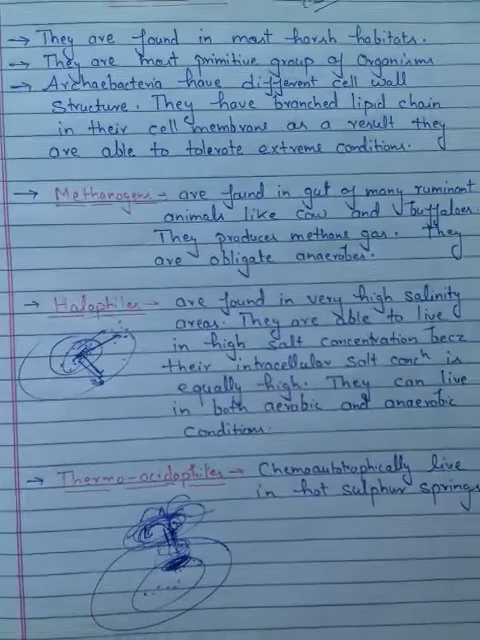 → They are found in most harsh habitats.
→ They are most primitive group of Organisms
→ Archaebacteria have different cell wall
structure. They have branched lipid chain
in their cell membrane as a result they
are able to tolerate extreme conditions.
→ Methanogens - are found in gut of many ruminant
animals like cow and buffaloes.
They produces methane gas. They
are obligate anaerobes.
→ Halophiles - are found in very high salinity
areas. They are able to live
in high salt concentration becz
their intracellular salt concn is
equally high. They can live
in both aerobic and anaerobic
condition.
→ Thermo-acidophiles → Chemoautotrophically live
in hot sulphur springs